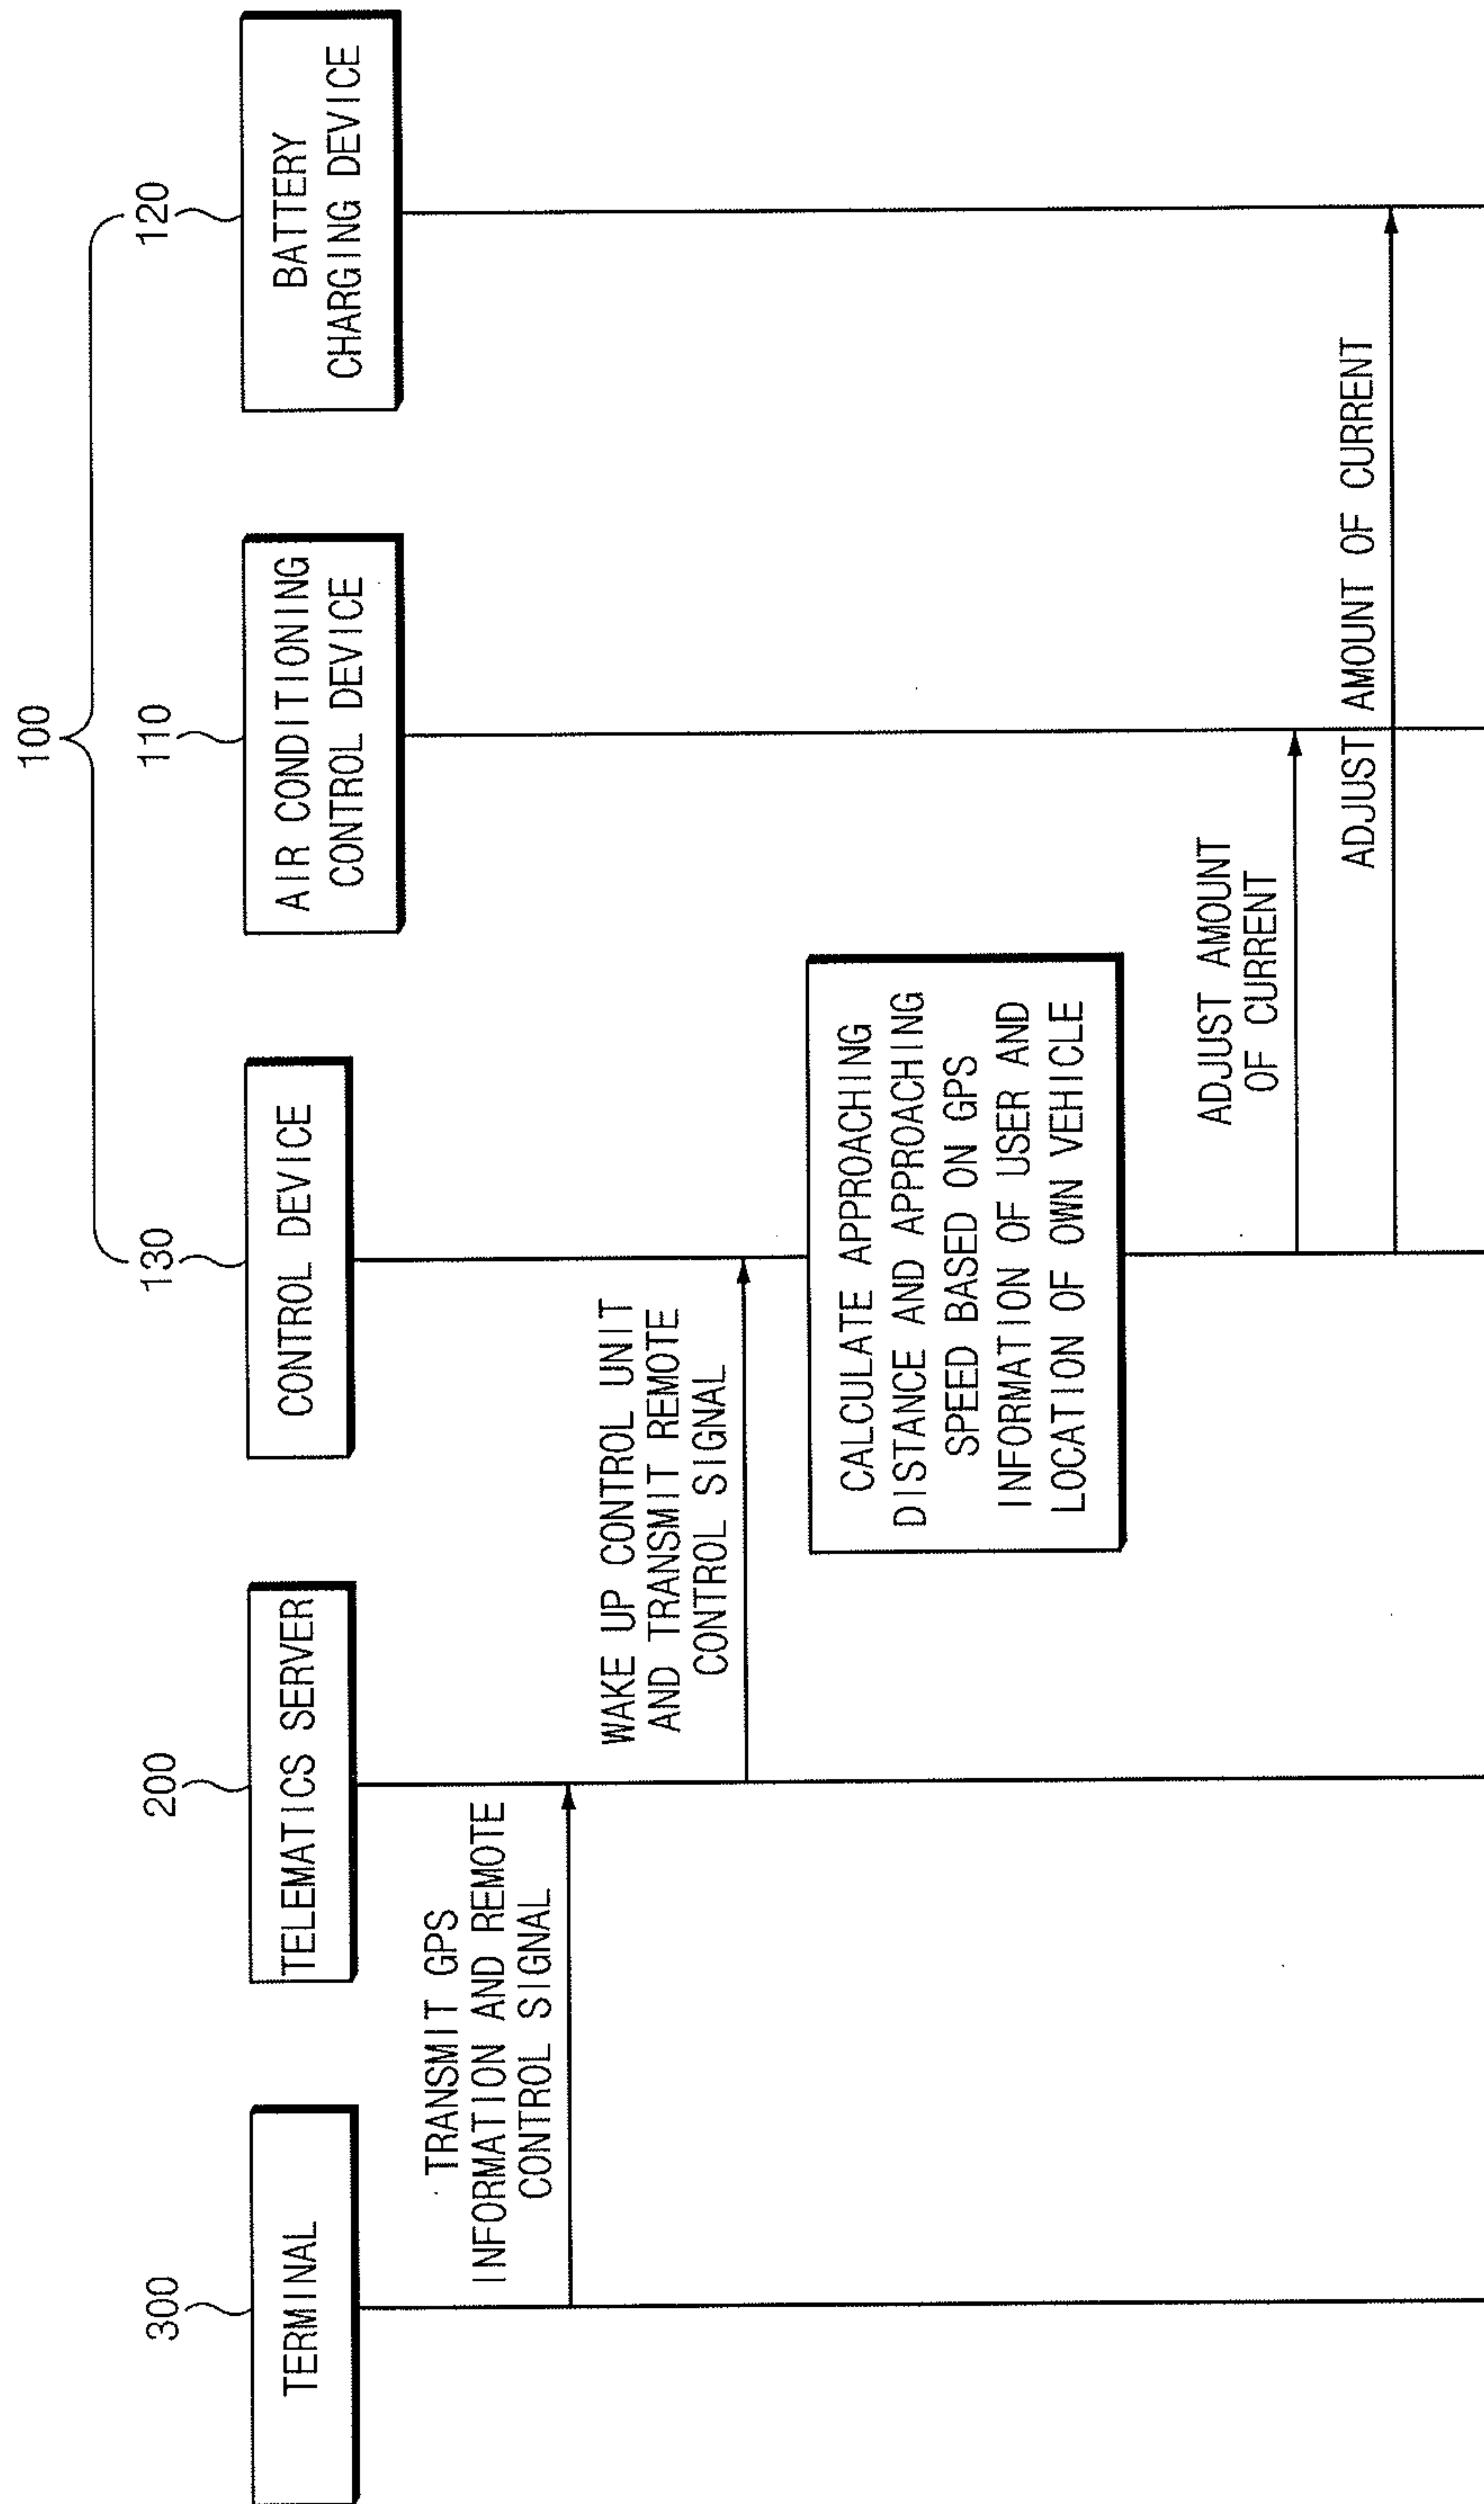 100
300
200
130
110
120
TERMINAL
TELEMATICS SERVER
CONTROL DEVICE
AIR CONDITIONING
CONTROL DEVICE
BATTERY
CHARGING DEVICE
TRANSMIT GPS
INFORMATION AND REMOTE
CONTROL SIGNAL
WAKE UP CONTROL UNIT
AND TRANSMIT REMOTE
CONTROL SIGNAL
CALCULATE APPROACHING
DISTANCE AND APPROACHING
SPEED BASED ON GPS
INFORMATION OF USER AND
LOCATION OF OWN VEHICLE
ADJUST AMOUNT
OF CURRENT
ADJUST AMOUNT OF CURRENT